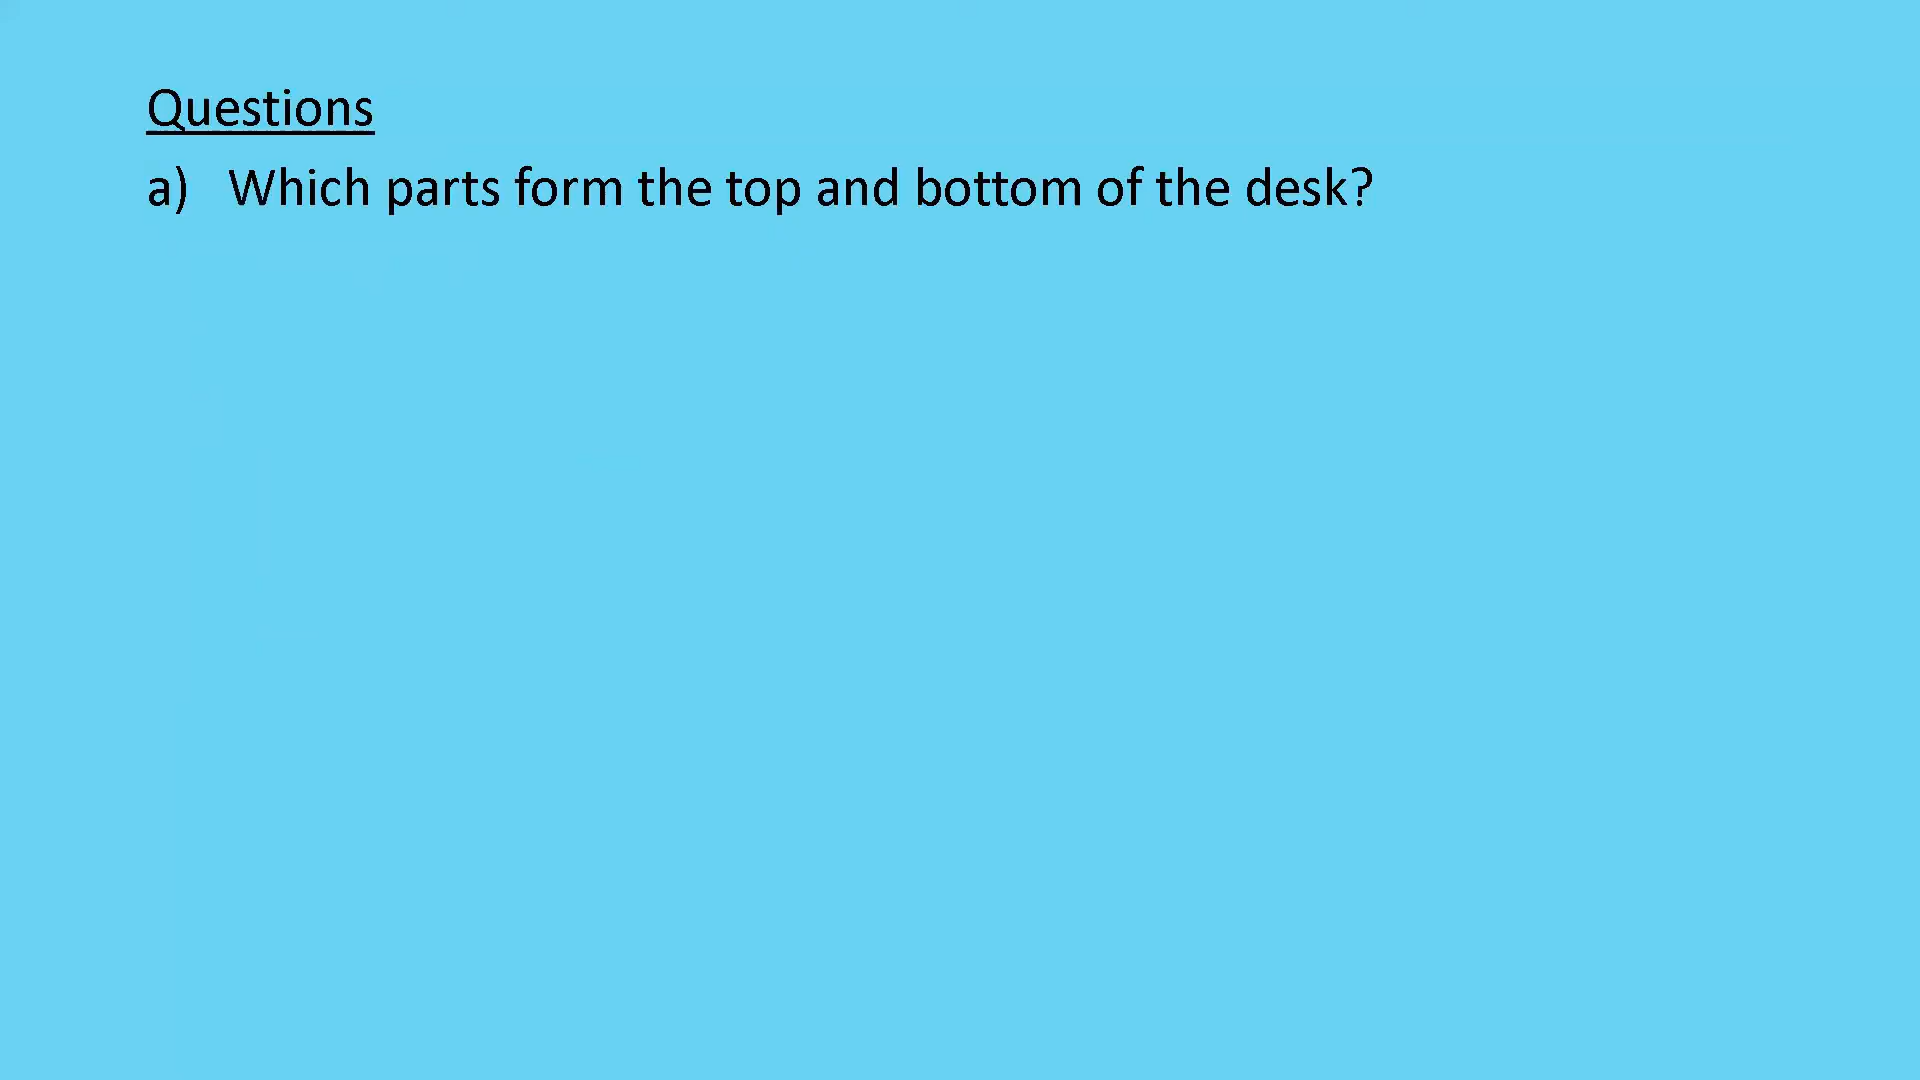 Questions
a) Which parts form the top and bottom of the desk?